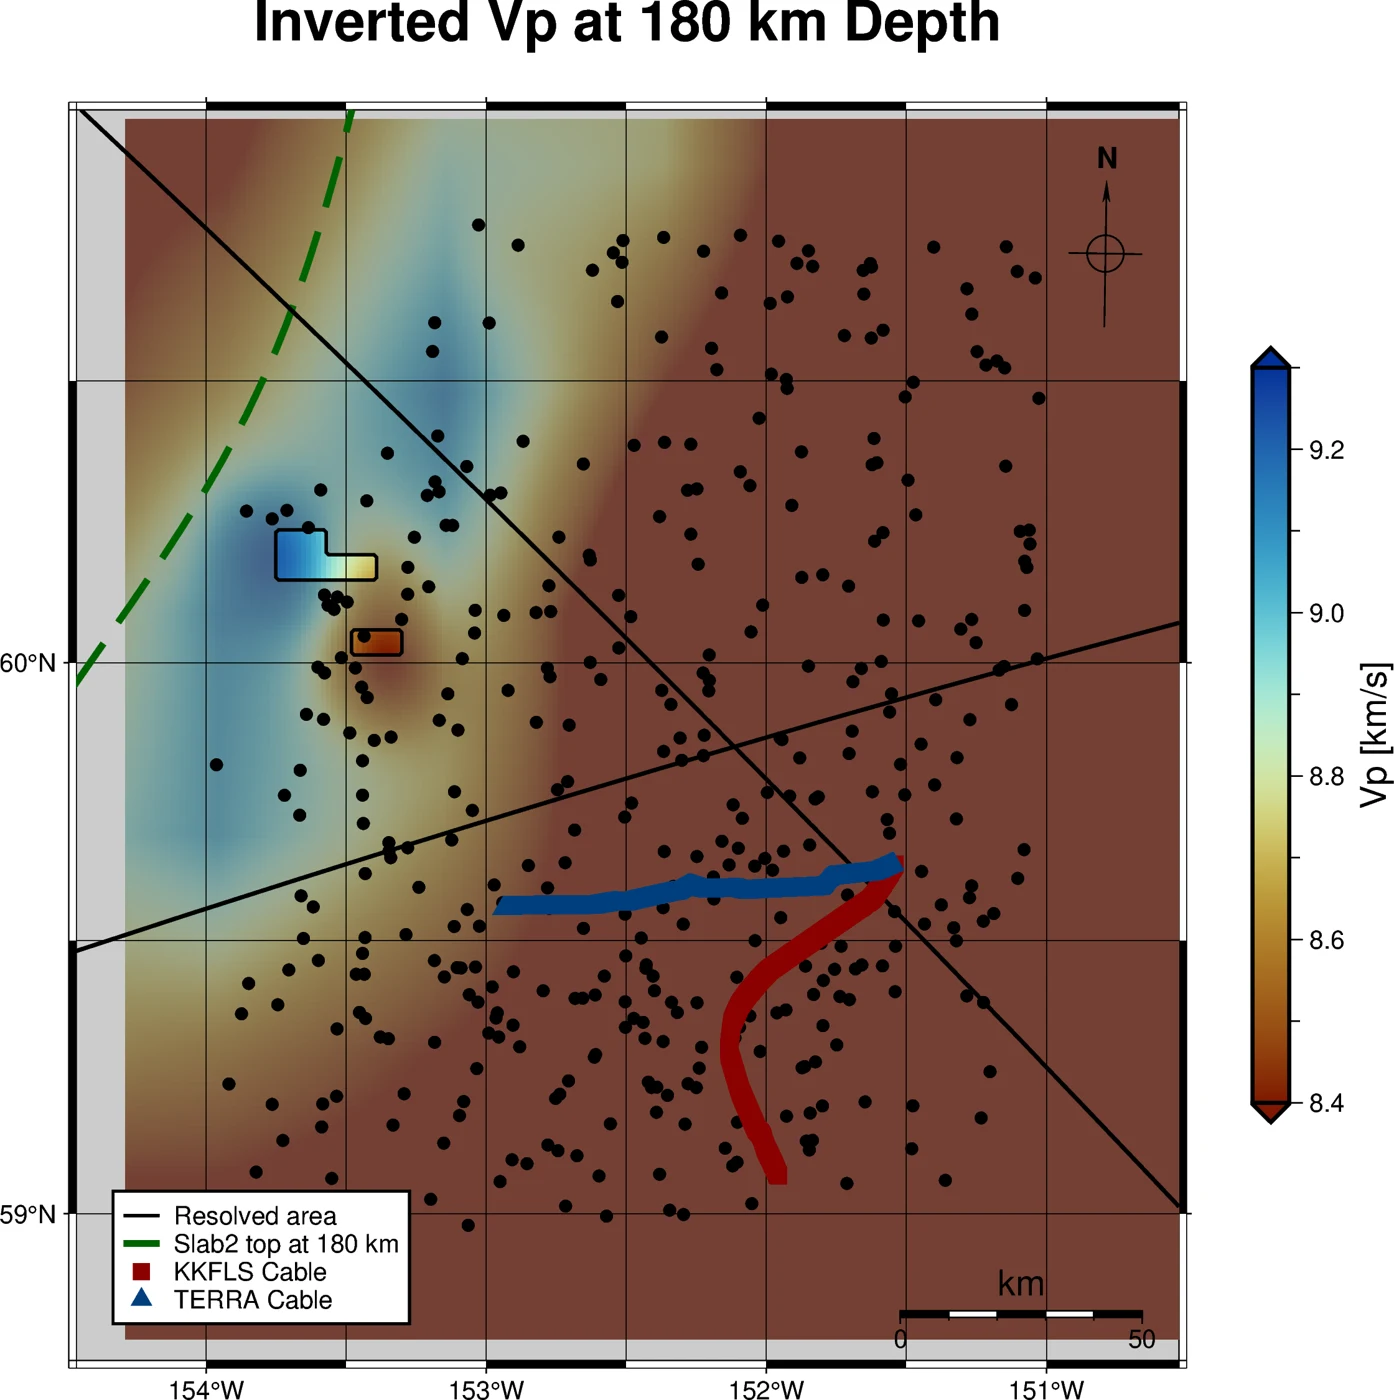 Inverted Vp at 180 km Depth
N
9.2
9.0
8.8
8.6
8.4
Vp [km/s]
60°N
59°N
Resolved area
Slab2 top at 180 km
KKFLS Cable
TERRA Cable
km
0 50
154°W 153°W 152°W 151°W